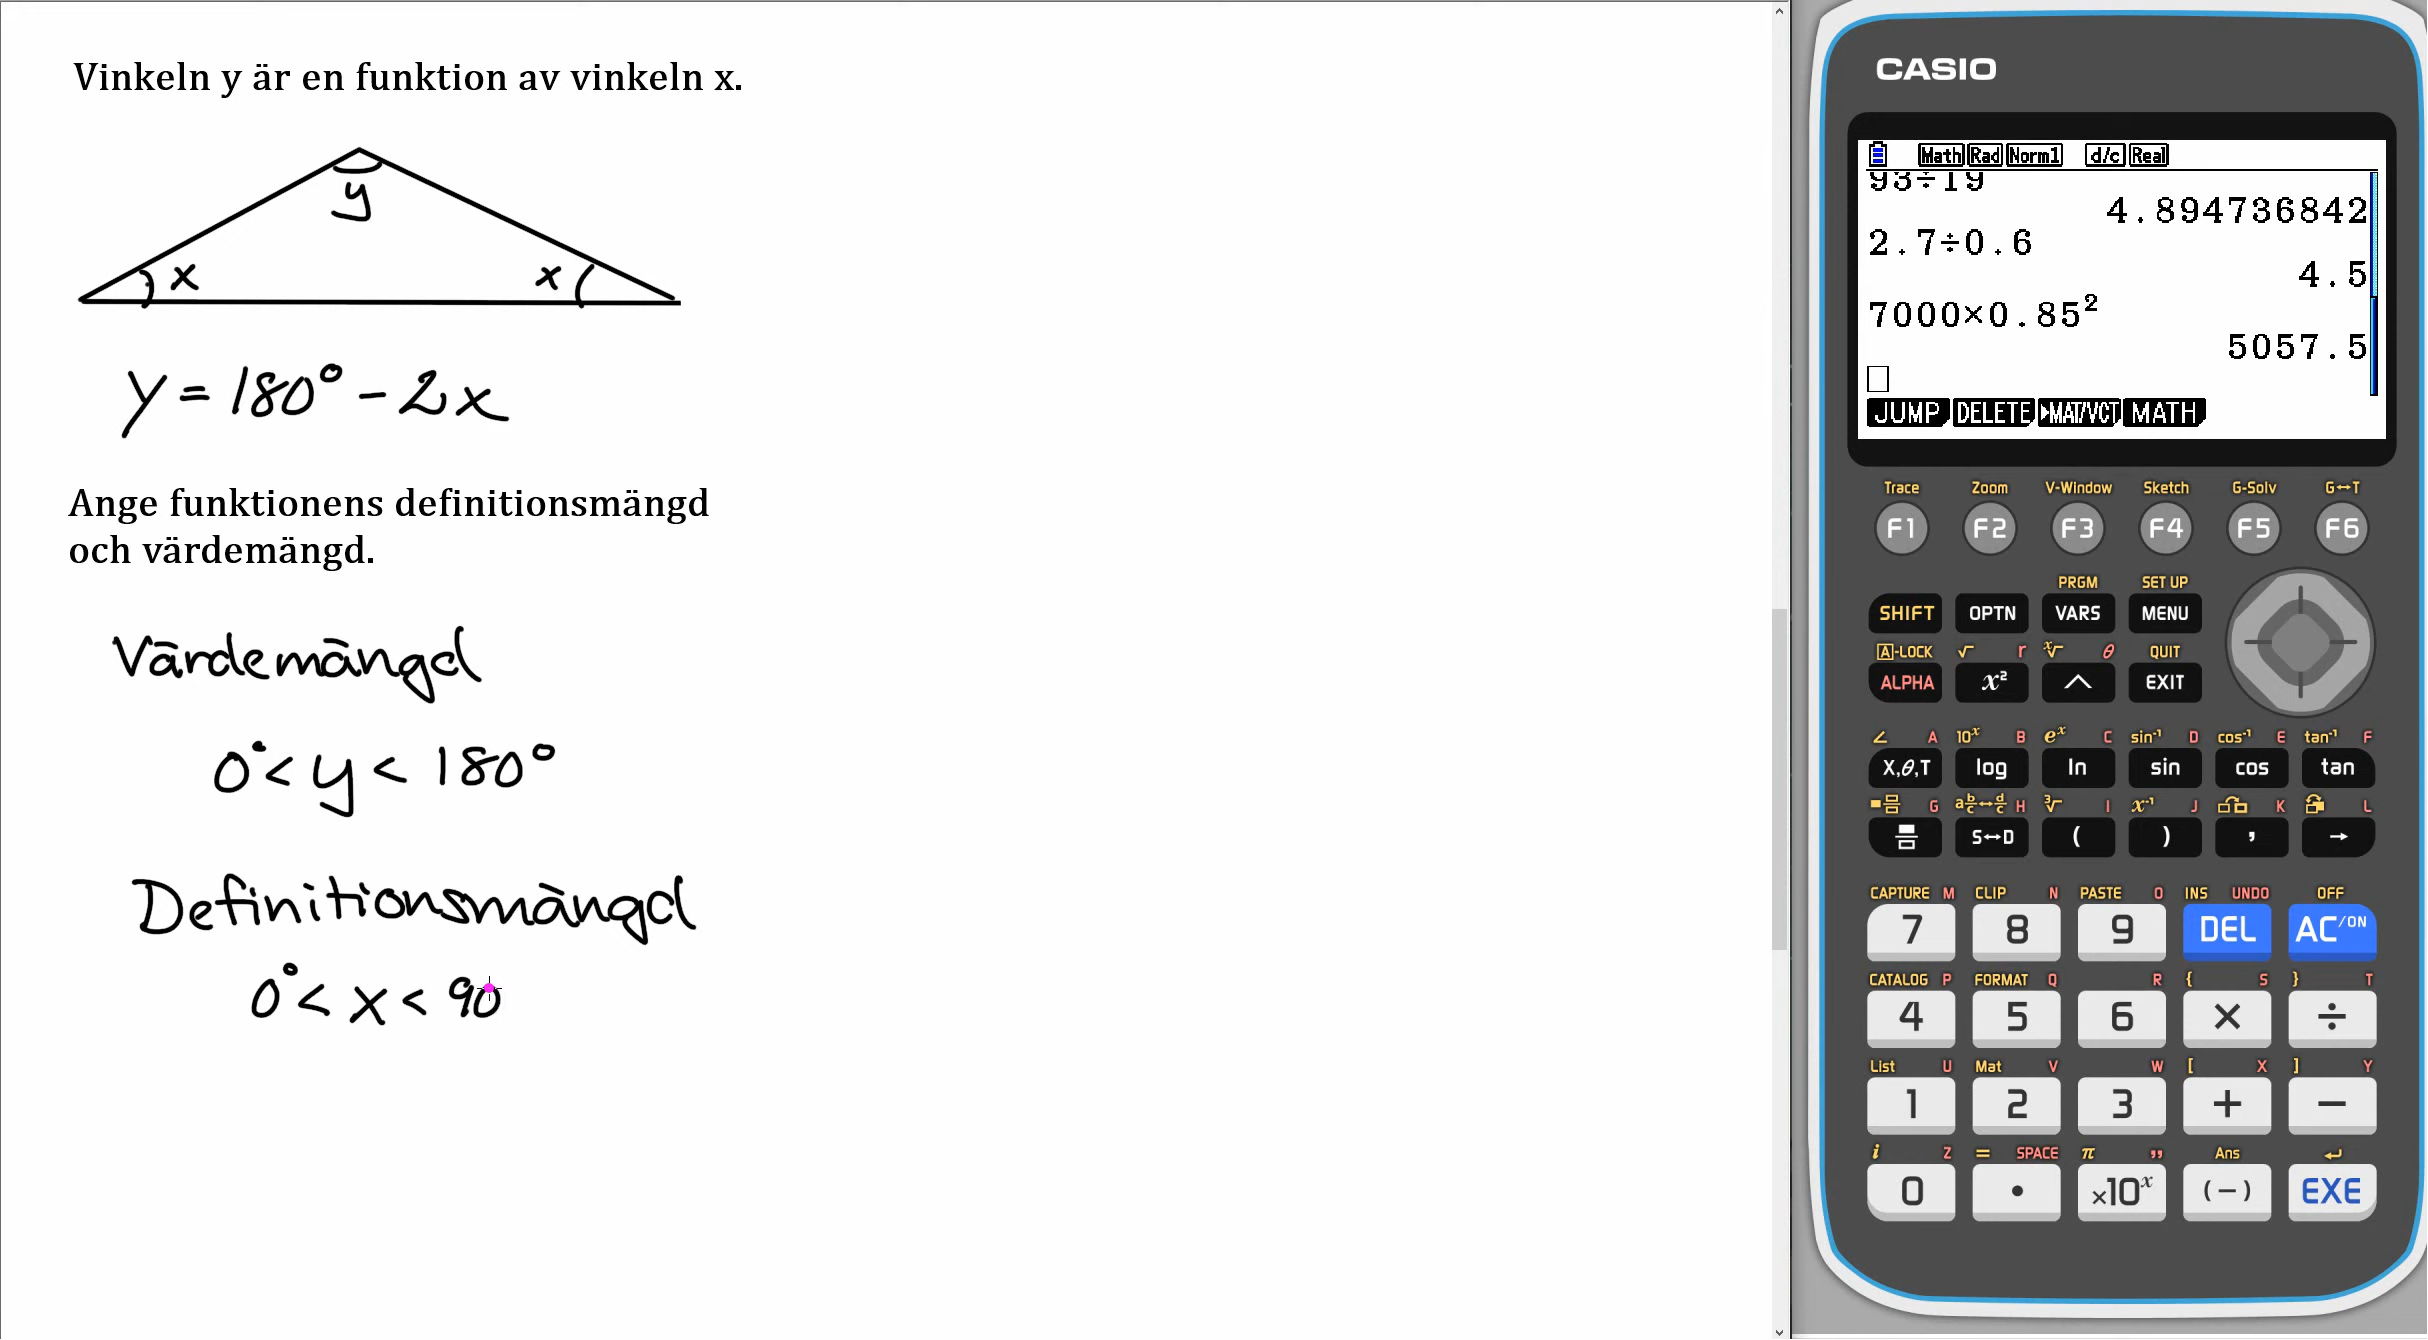 Vinkeln y är en funktion av vinkeln x.
y
x x
y = 180° - 2x
Ange funktionens definitionsmängd
och värdemängd.
Värdemängd
0° < y < 180°
Definitionsmängd
0° < x < 90
CASIO
Math Rad Norm1 d/c Real
93÷19
4.894736842
2.7÷0.6
4.5
7000×0.85²
5057.5
JUMP DELETE ▶MAT/VCT MATH
Trace Zoom V-Window Sketch G-Solv G↔T
F1 F2 F3 F4 F5 F6
PRGM SET UP
SHIFT OPTN VARS MENU
A-LOCK √ r ˣ√ θ QUIT
ALPHA x² ^ EXIT
∠ A 10ˣ B eˣ C sin⁻¹ D cos⁻¹ E tan⁻¹ F
X,θ,T log ln sin cos tan
G a b/c↔d/c H ³√ I x⁻¹ J K L
S↔D ( ) , →
CAPTURE M CLIP N PASTE O INS UNDO OFF
7 8 9 DEL AC/ON
CATALOG P FORMAT Q R { S } T
4 5 6 × ÷
List U Mat V W [ X ] Y
1 2 3 + −
i Z = SPACE π " Ans ↵
0 • ×10ˣ (−) EXE